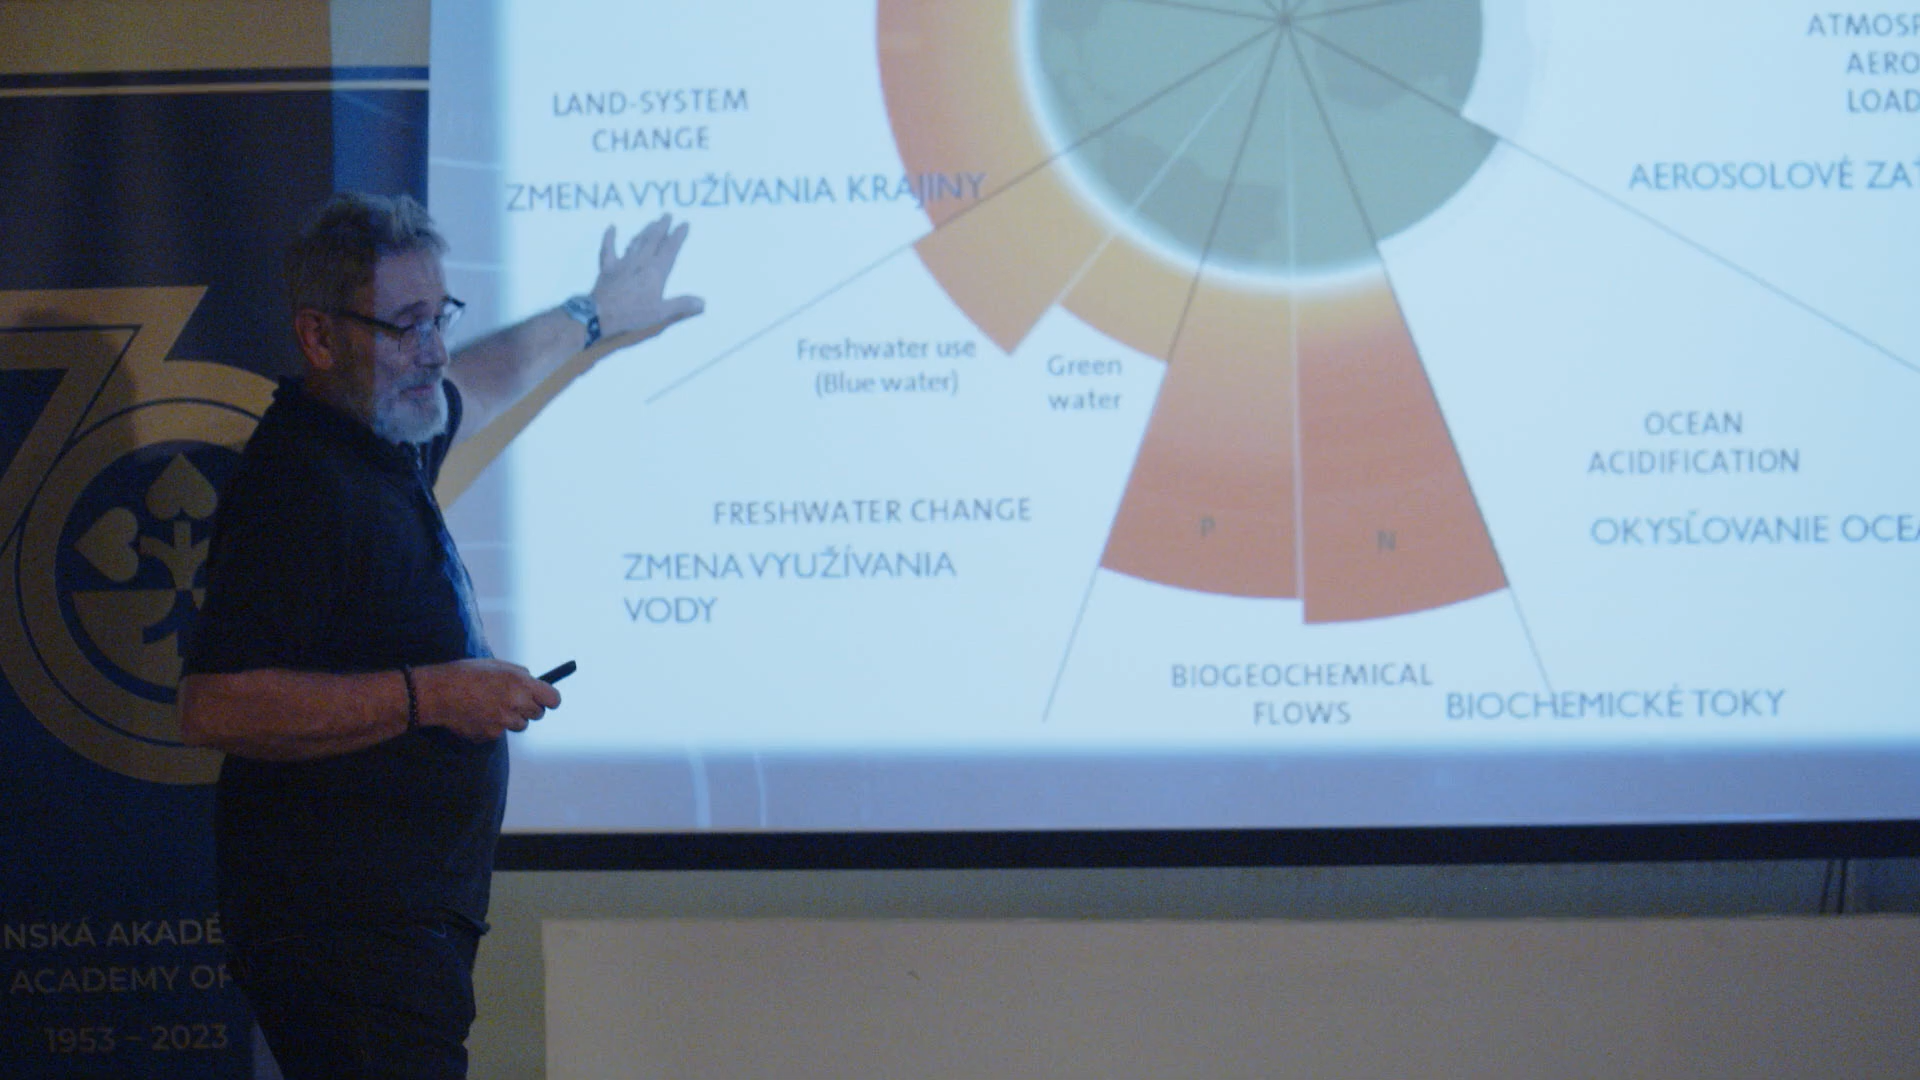 LAND-SYSTEM
CHANGE
ZMENA VYUŽÍVANIA KRAJINY
ATMOSP
AERO
LOAD
AEROSOLOVÉ ZAŤ
Freshwater use
(Blue water)
Green
water
FRESHWATER CHANGE
ZMENA VYUŽÍVANIA
VODY
P
N
OCEAN
ACIDIFICATION
OKYSĽOVANIE OCEÁ
BIOGEOCHEMICAL
FLOWS
BIOCHEMICKÉ TOKY
70
NSKÁ AKADÉ
ACADEMY OF
1953 – 2023